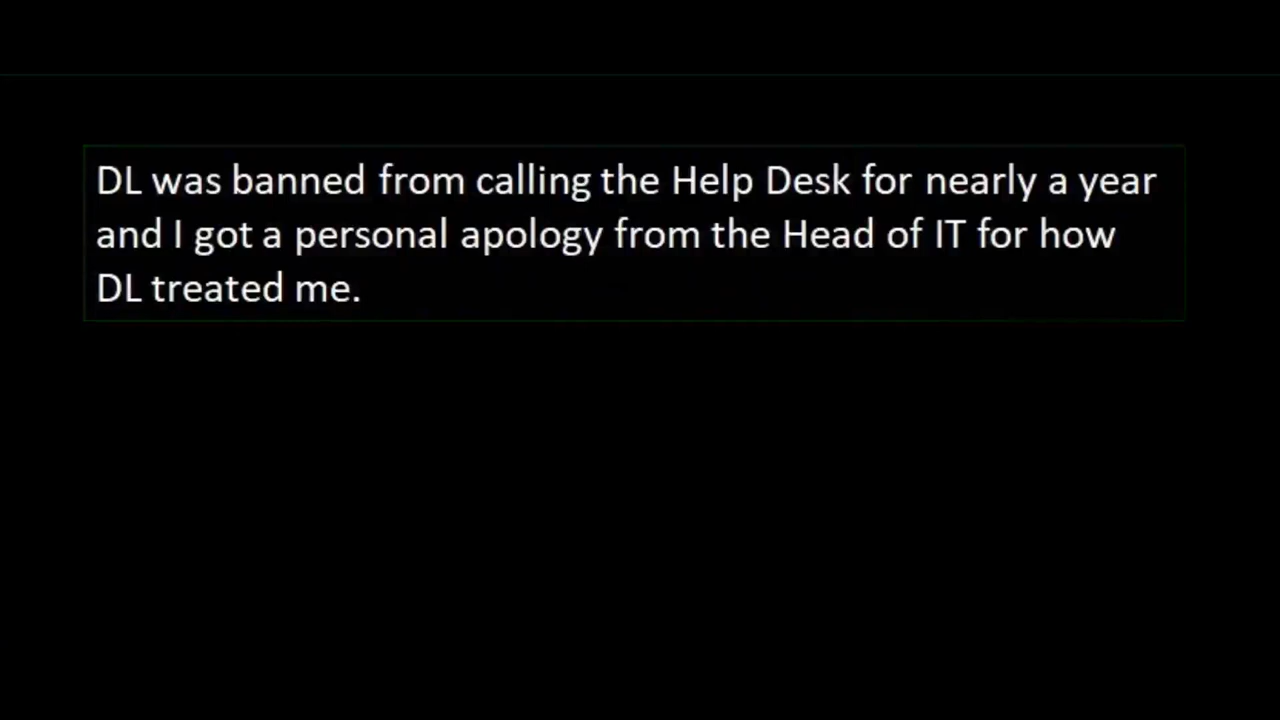 DL was banned from calling the Help Desk for nearly a year
and I got a personal apology from the Head of IT for how
DL treated me.